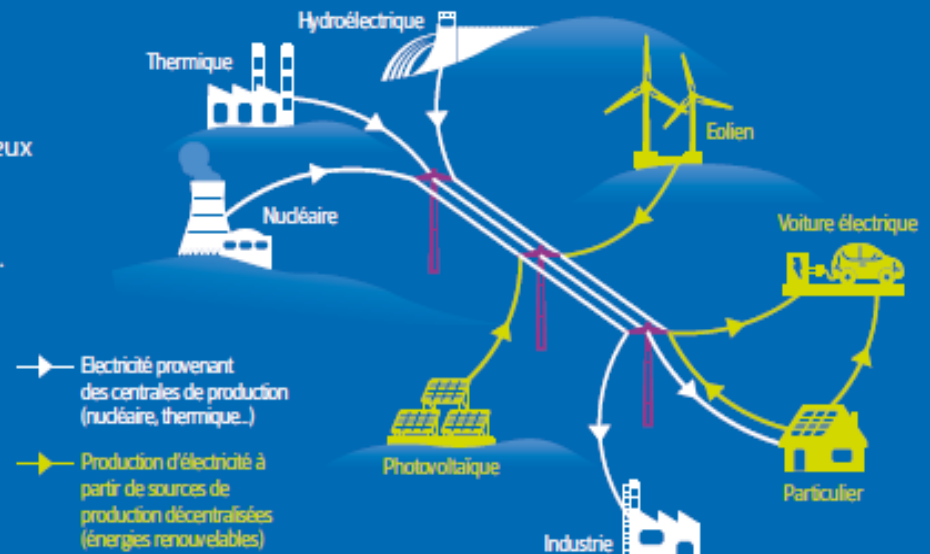 Hydroélectrique
Thermique
Eolien
eux
Nucléaire
Voiture électrique
Electricité provenant
des centrales de production
(nucléaire, thermique...)
Photovoltaïque
Production d'électricité à
partir de sources de
production décentralisées
(énergies renouvelables)
Particulier
Industrie